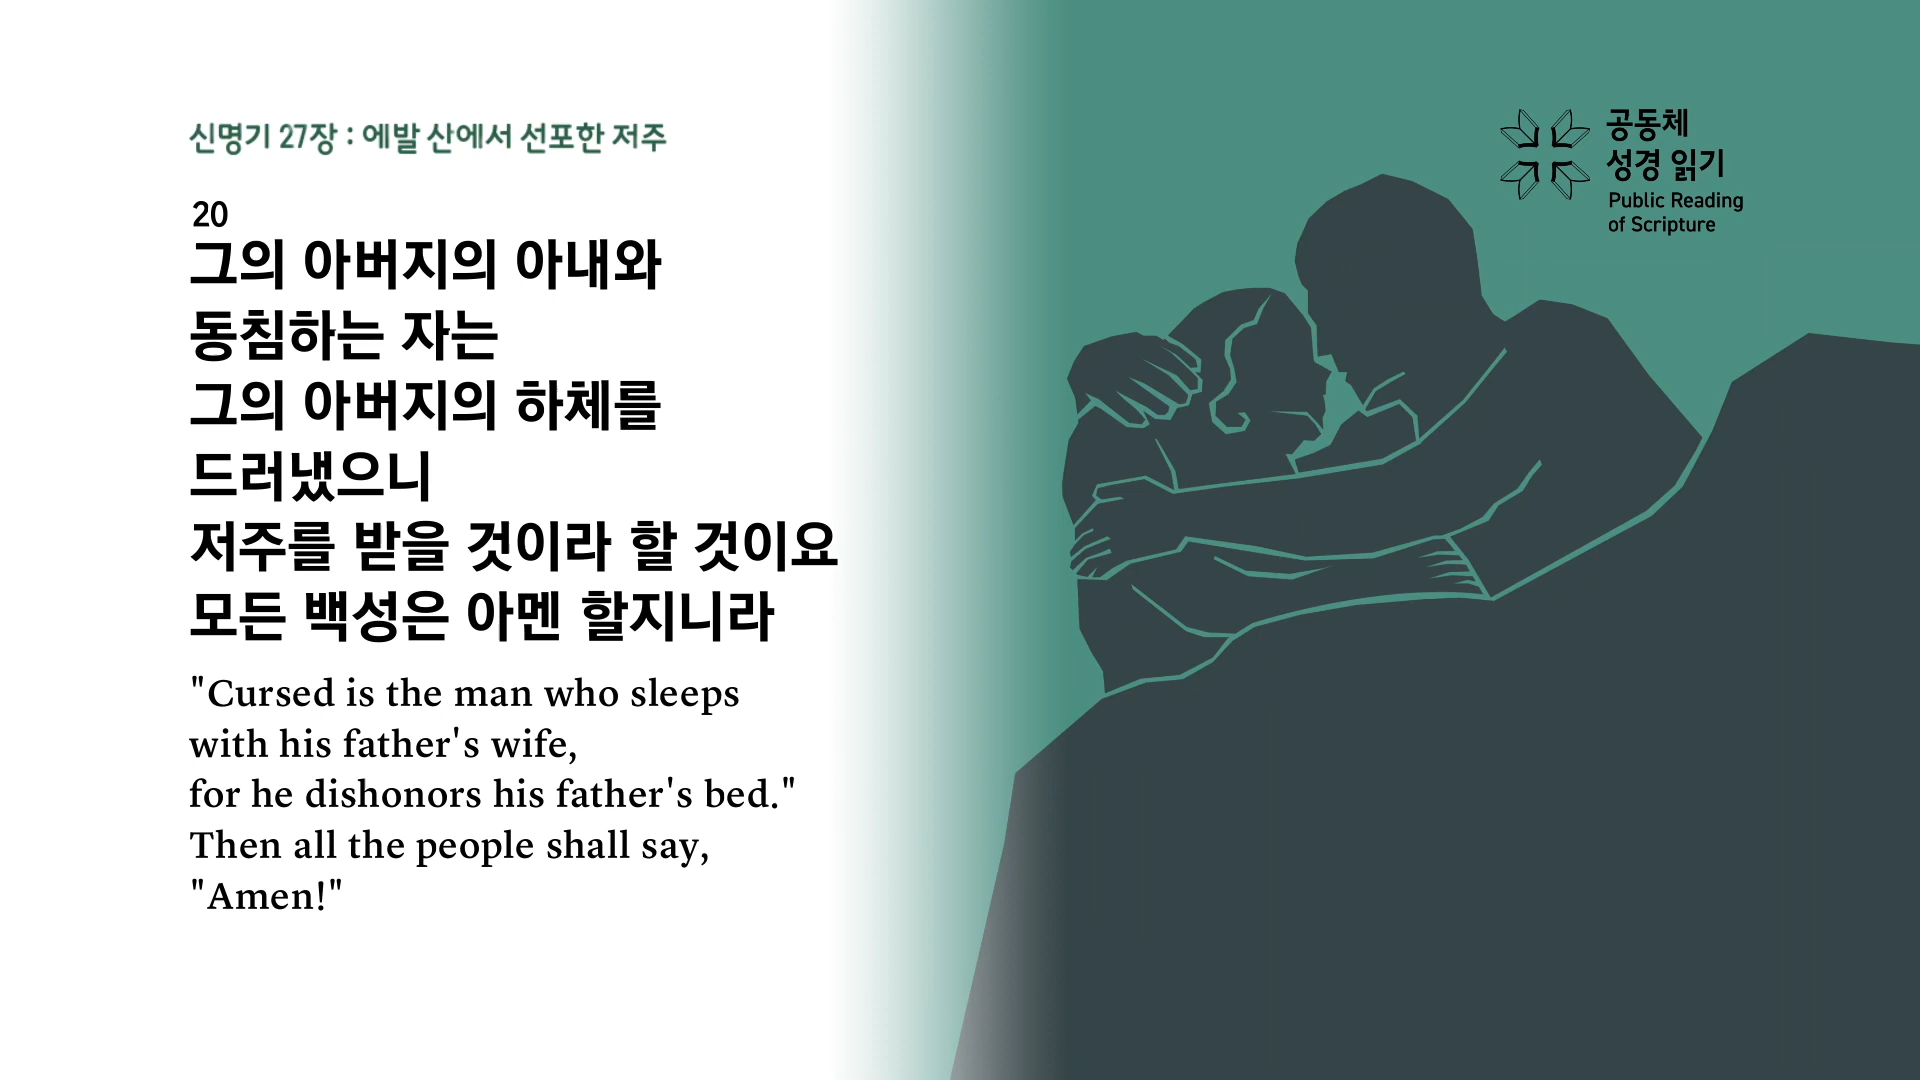 신명기 27장 : 에발 산에서 선포한 저주
20
그의 아버지의 아내와
동침하는 자는
그의 아버지의 하체를
드러냈으니
저주를 받을 것이라 할 것이요
모든 백성은 아멘 할지니라
"Cursed is the man who sleeps
with his father's wife,
for he dishonors his father's bed."
Then all the people shall say,
"Amen!"
공동체
성경 읽기
Public Reading
of Scripture